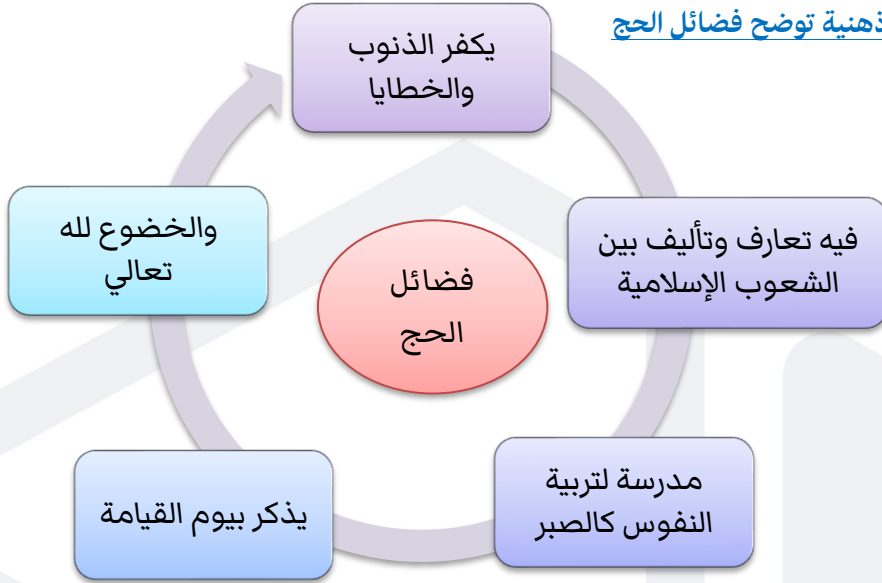 ذهنية توضح فضائل الحج
يكفر الذنوب
والخطايا
فيه تعارف وتأليف بين
الشعوب الإسلامية
مدرسة لتربية
النفوس كالصبر
يذكر بيوم القيامة
والخضوع لله
تعالي
فضائل
الحج